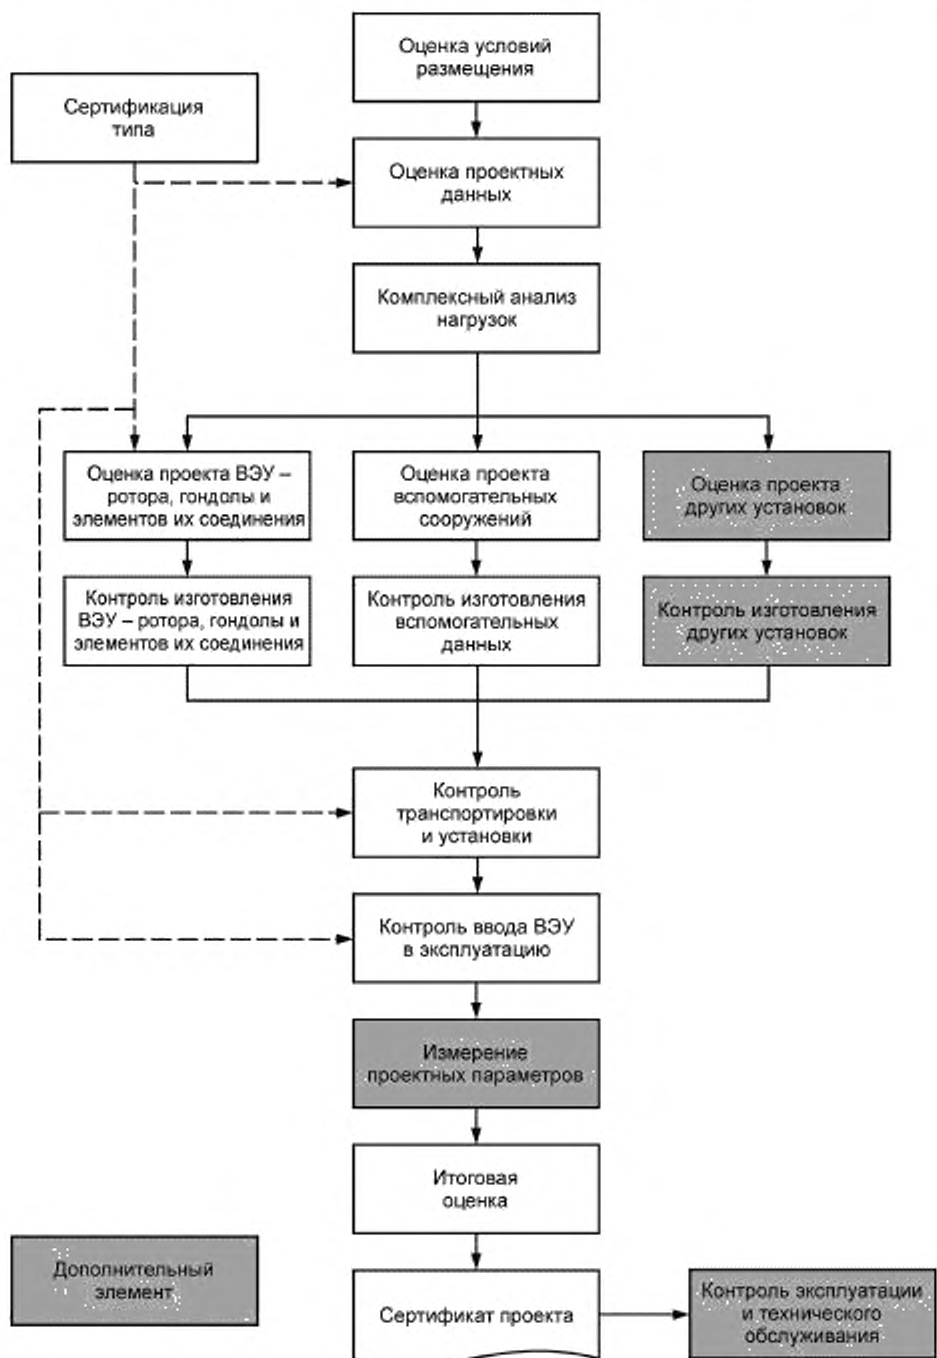 Оценка условий
размещения
Сертификация
типа
Оценка проектных
данных
Комплексный анализ
нагрузок
Оценка проекта ВЭУ –
ротора, гондолы и
элементов их соединения
Оценка проекта
вспомогательных
сооружений
Оценка проекта
других установок
Контроль изготовления
ВЭУ – ротора, гондолы и
элементов их соединения
Контроль изготовления
вспомогательных
данных
Контроль изготовления
других установок
Контроль
транспортировки
и установки
Контроль ввода ВЭУ
в эксплуатацию
Измерение
проектных параметров
Итоговая
оценка
Дополнительный
элемент
Сертификат проекта
Контроль эксплуатации
и технического
обслуживания